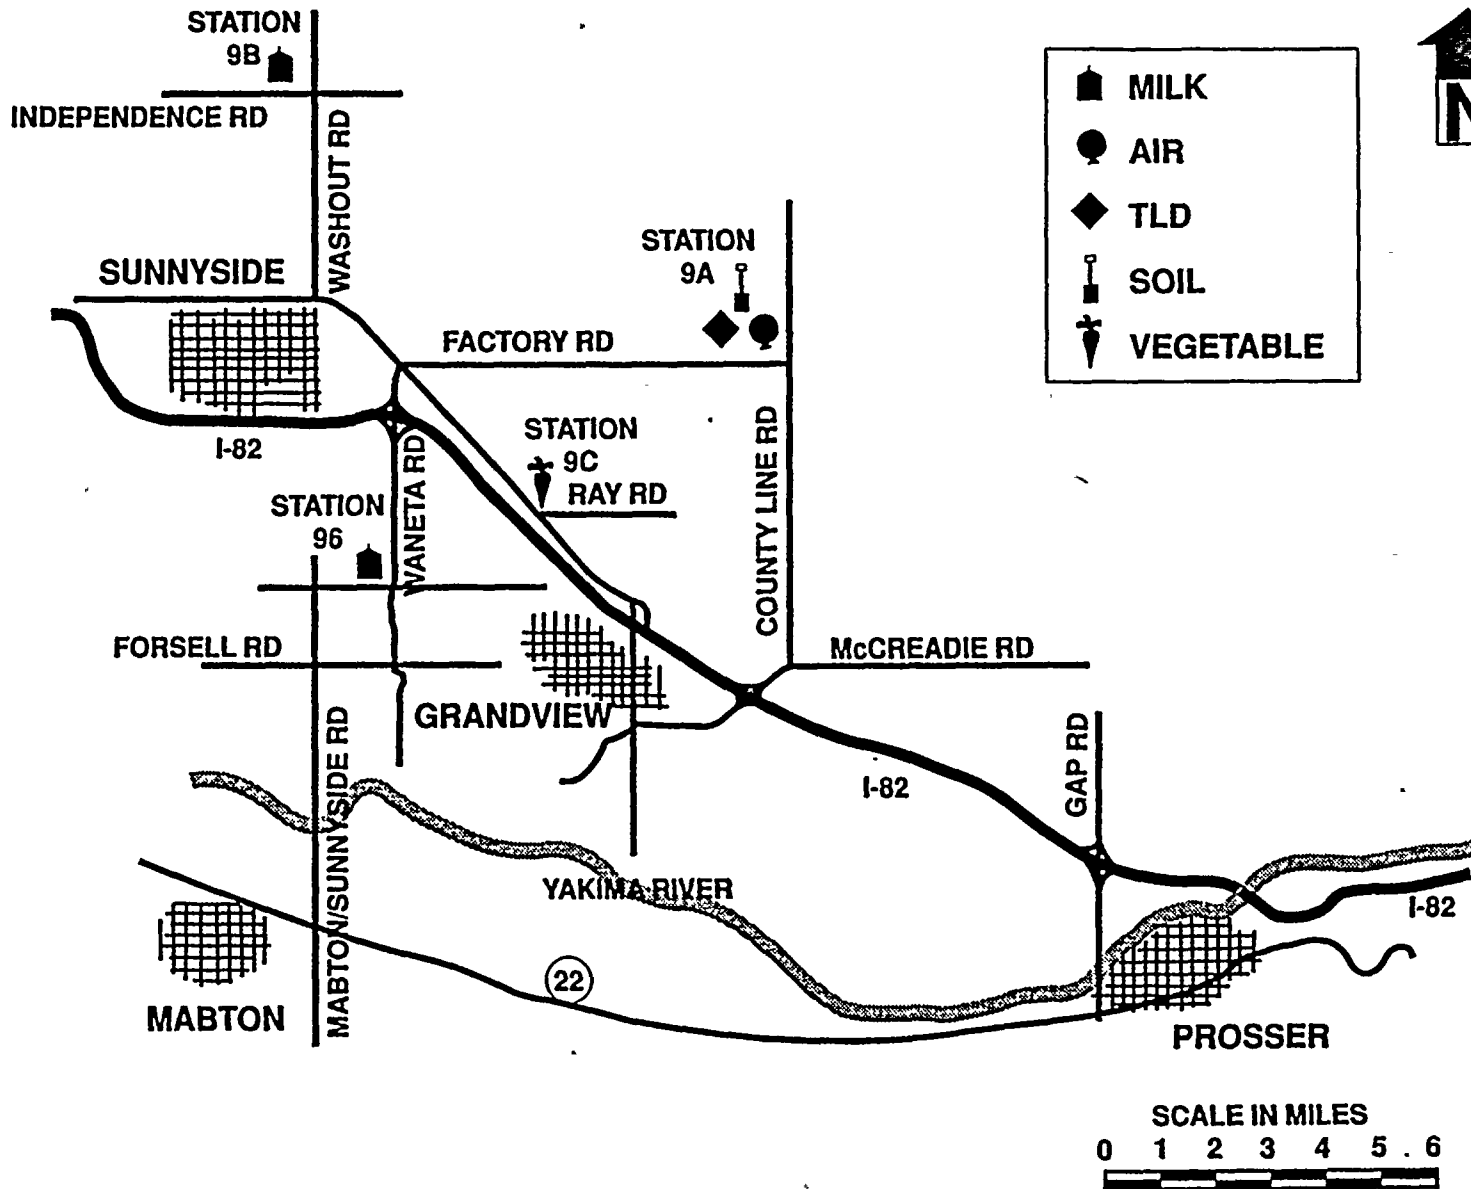 STATION
9B
INDEPENDENCE RD
WASHOUT RD
MILK
AIR
TLD
SOIL
VEGETABLE
N
STATION
9A
SUNNYSIDE
FACTORY RD
I-82
STATION
9C
RAY RD
WANETA RD
COUNTY LINE RD
STATION
96
FORSELL RD
McCREADIE RD
GRANDVIEW
MABTON/SUNNYSIDE RD
I-82
GAP RD
YAKIMA RIVER
I-82
22
MABTON
PROSSER
SCALE IN MILES
0 1 2 3 4 5 . 6